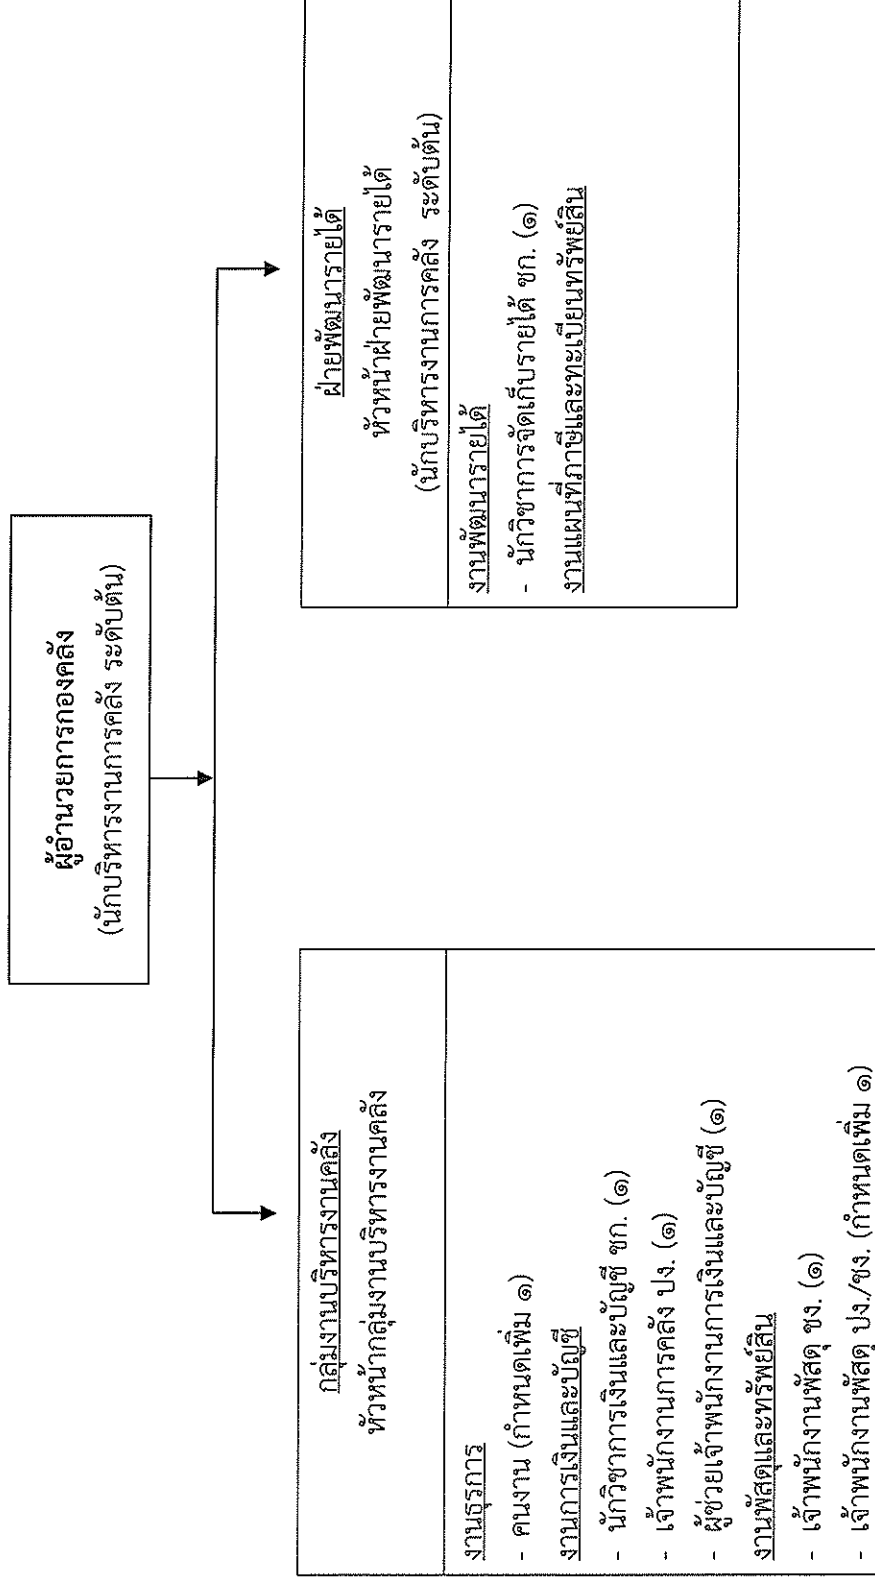 ผู้อำนวยการกองคลัง
(นักบริหารงานการคลัง ระดับต้น)
กลุ่มงานบริหารงานคลัง
หัวหน้ากลุ่มงานบริหารงานคลัง
งานธุรการ
- คนงาน (กำหนดเพิ่ม ๑)
งานการเงินและบัญชี
- นักวิชาการเงินและบัญชี ชก. (๑)
- เจ้าพนักงานการคลัง ปง. (๑)
- ผู้ช่วยเจ้าพนักงานการเงินและบัญชี (๑)
งานพัสดุและทรัพย์สิน
- เจ้าพนักงานพัสดุ ชง. (๑)
- เจ้าพนักงานพัสดุ ปง./ชง. (กำหนดเพิ่ม ๑)
ฝ่ายพัฒนารายได้
หัวหน้าฝ่ายพัฒนารายได้
(นักบริหารงานการคลัง ระดับต้น)
งานพัฒนารายได้
- นักวิชาการจัดเก็บรายได้ ชก. (๑)
งานแผนที่ภาษีและทะเบียนทรัพย์สิน